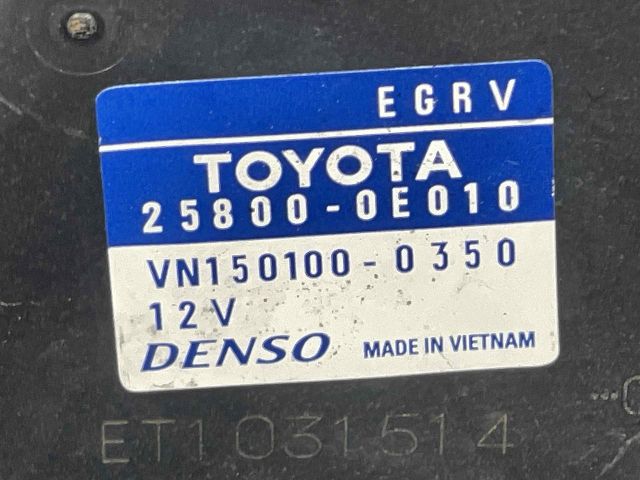 EGRV
TOYOTA
25800-0E010
VN150100-0350
12V
DENSO MADE IN VIETNAM
ET1031514